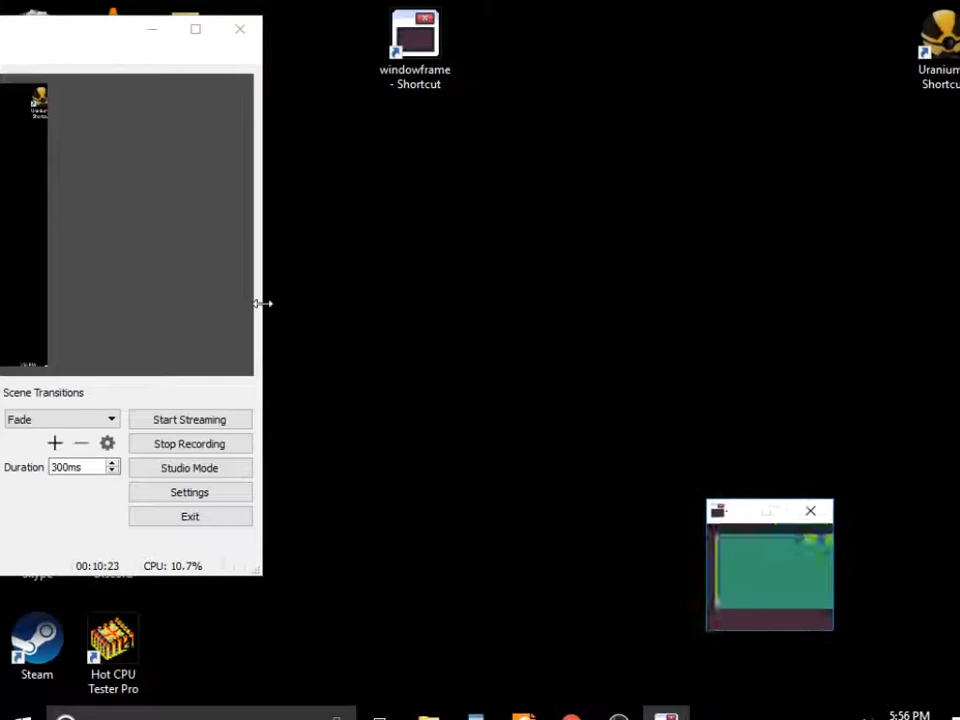 windowframe
- Shortcut
Uranium
Shortc
Scene Transitions
Fade
Start Streaming
Stop Recording
Duration 300ms
Studio Mode
Settings
Exit
00:10:23 CPU: 10.7%
Steam
Hot CPU
Tester Pro
5:56 PM